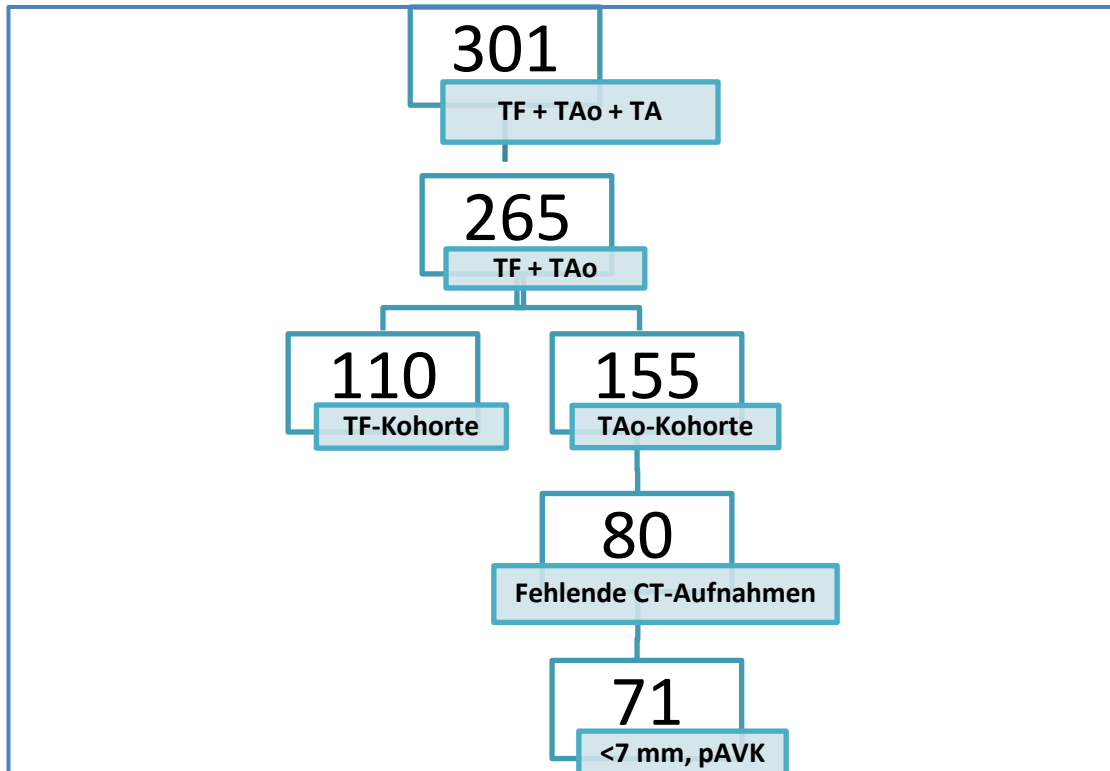 301
TF + TAo + TA
265
TF + TAo
110
TF-Kohorte
155
TAo-Kohorte
80
Fehlende CT-Aufnahmen
71
<7 mm, pAVK